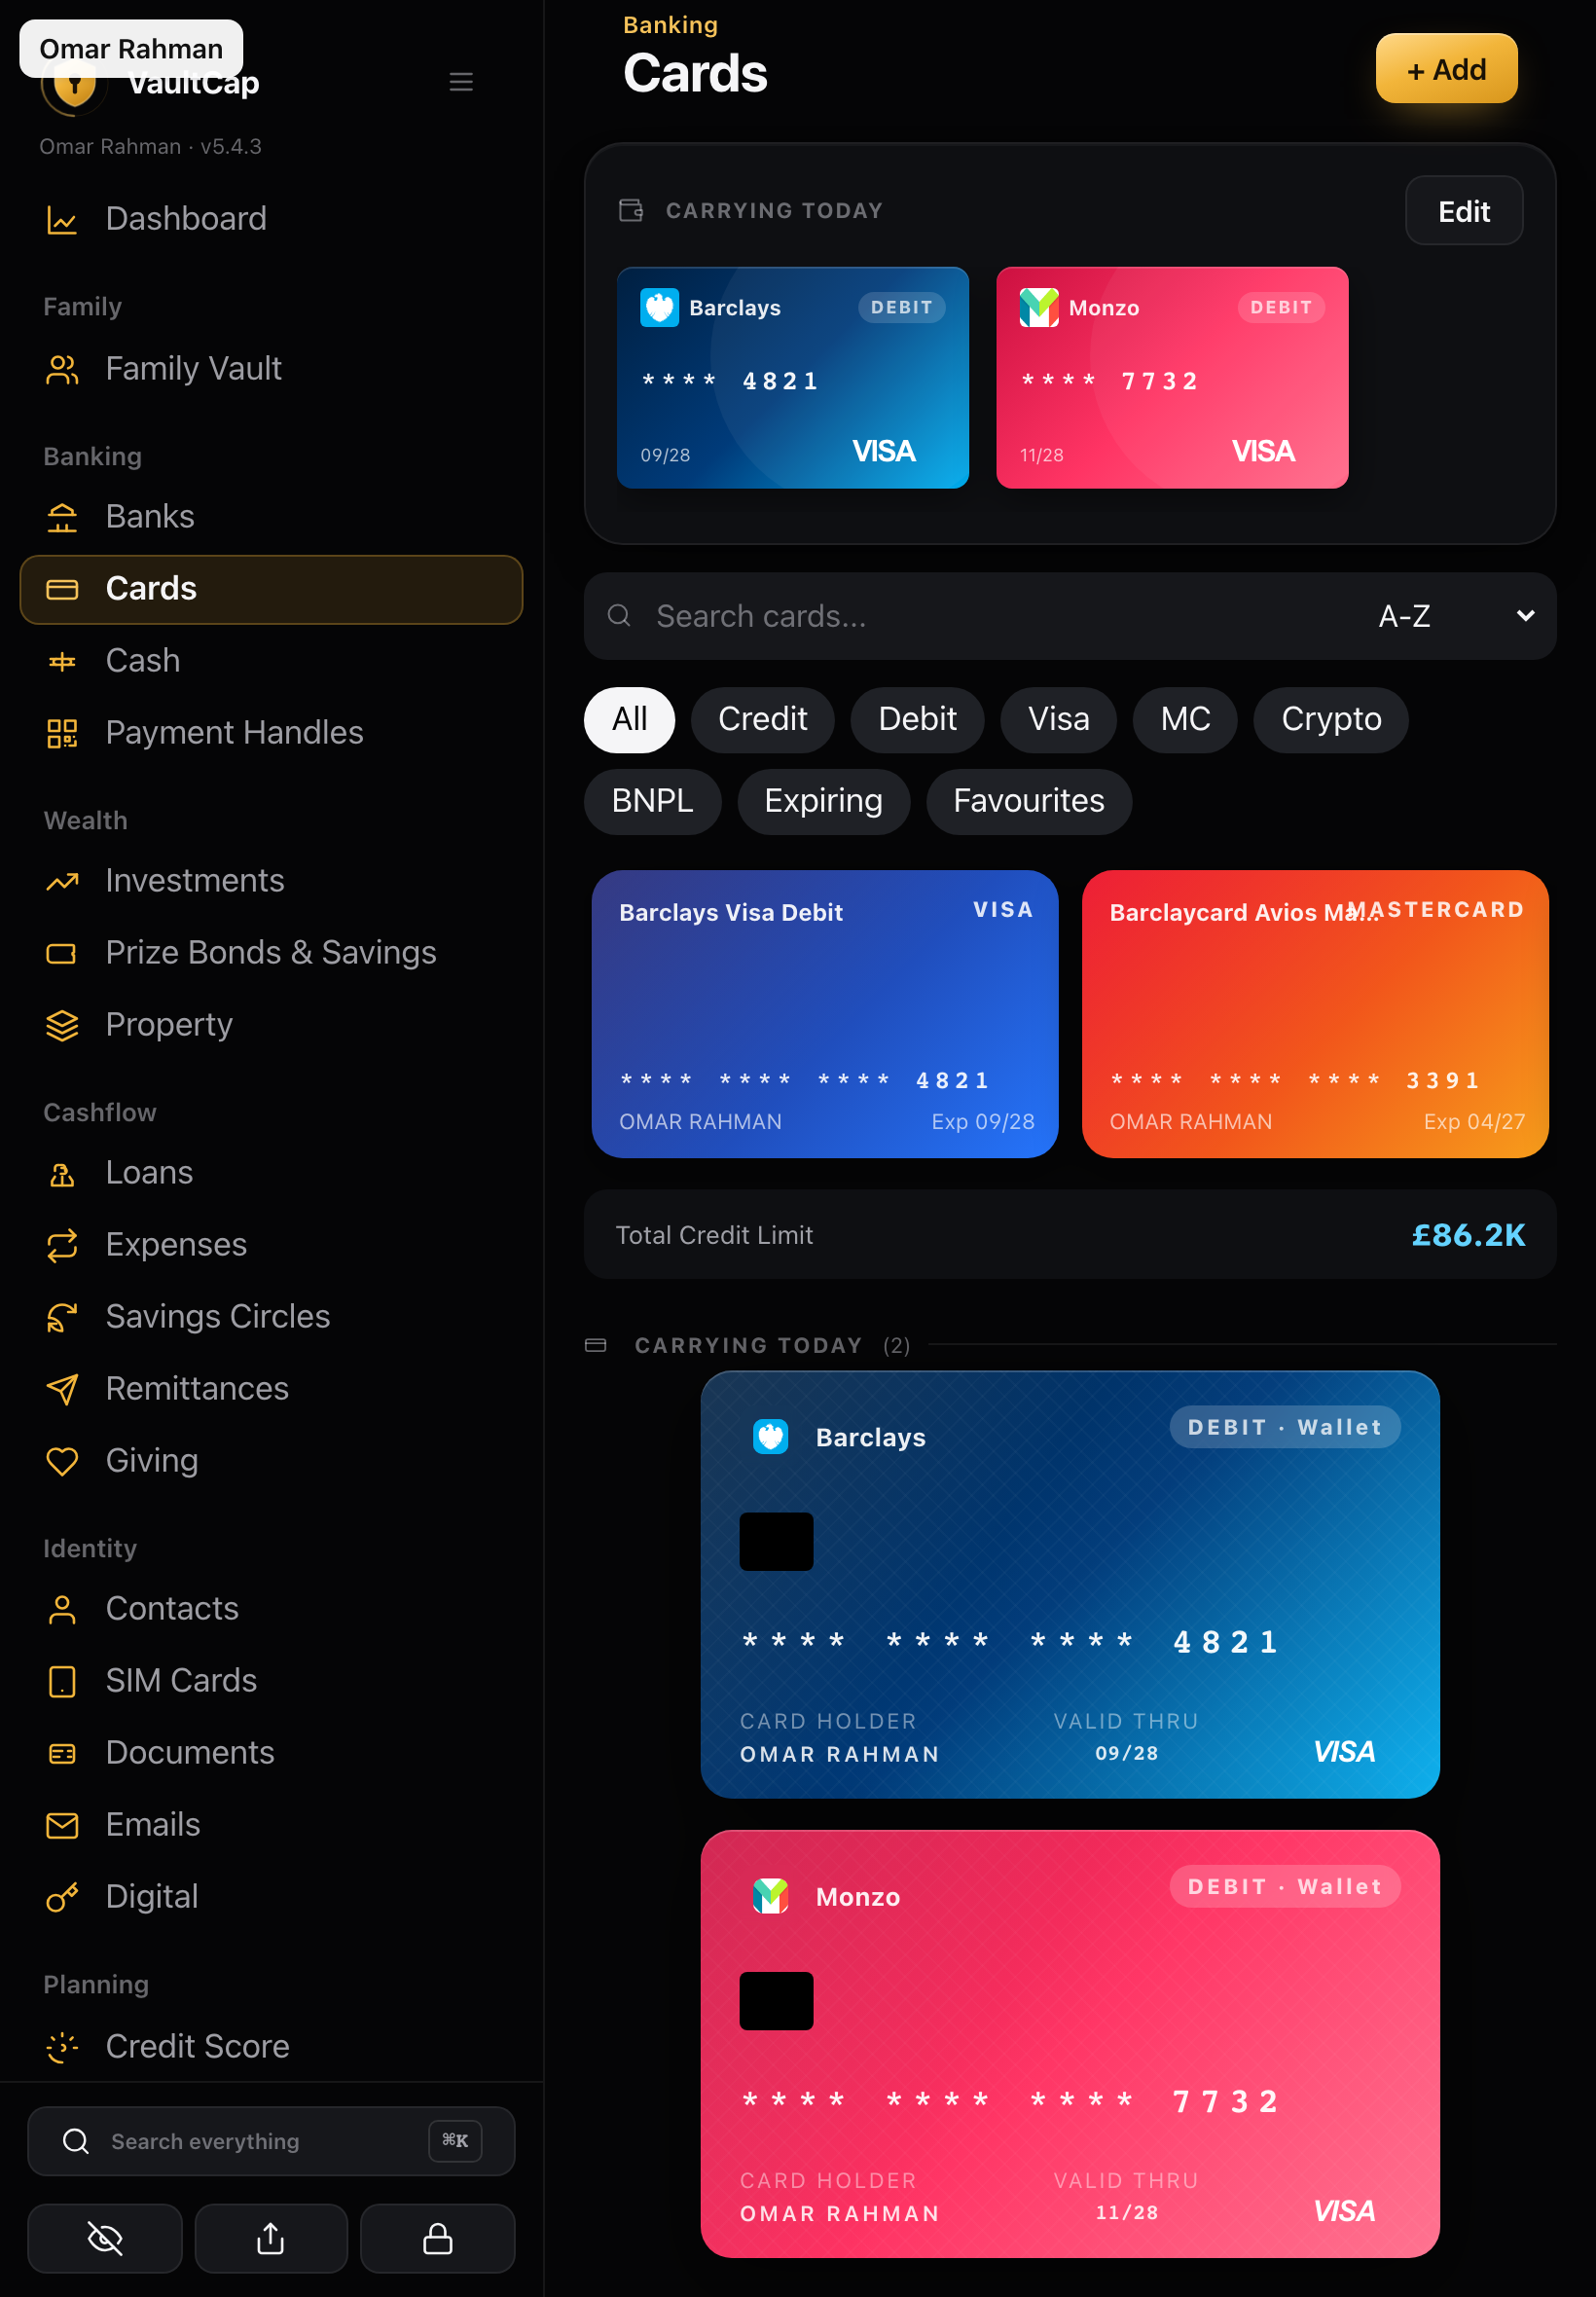 Omar Rahman
VaultCap
Omar Rahman · v5.4.3
Dashboard
Family
Family Vault
Banking
Banks
Cards
Cash
Payment Handles
Wealth
Investments
Prize Bonds & Savings
Property
Cashflow
Loans
Expenses
Savings Circles
Remittances
Giving
Identity
Contacts
SIM Cards
Documents
Emails
Digital
Planning
Credit Score
Search everything ⌘K
Banking
Cards
+ Add
CARRYING TODAY
Edit
Barclays DEBIT
**** 4821
09/28 VISA
Monzo DEBIT
**** 7732
11/28 VISA
Search cards...
A-Z
All Credit Debit Visa MC Crypto
BNPL Expiring Favourites
Barclays Visa Debit VISA
**** **** **** 4821
OMAR RAHMAN Exp 09/28
Barclaycard Avios Ma... MASTERCARD
**** **** **** 3391
OMAR RAHMAN Exp 04/27
Total Credit Limit £86.2K
CARRYING TODAY (2)
Barclays DEBIT · Wallet
**** **** **** 4821
CARD HOLDER VALID THRU
OMAR RAHMAN 09/28 VISA
Monzo DEBIT · Wallet
**** **** **** 7732
CARD HOLDER VALID THRU
OMAR RAHMAN 11/28 VISA